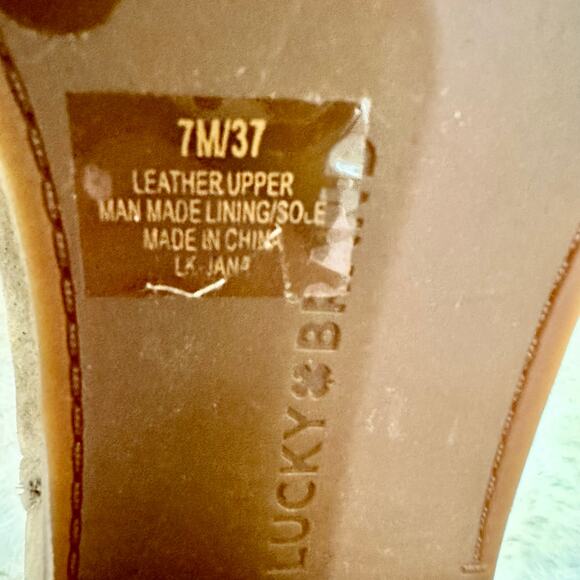 7M/37
LEATHER UPPER
MAN MADE LINING/SOLE
MADE IN CHINA
LUCKY BRAND